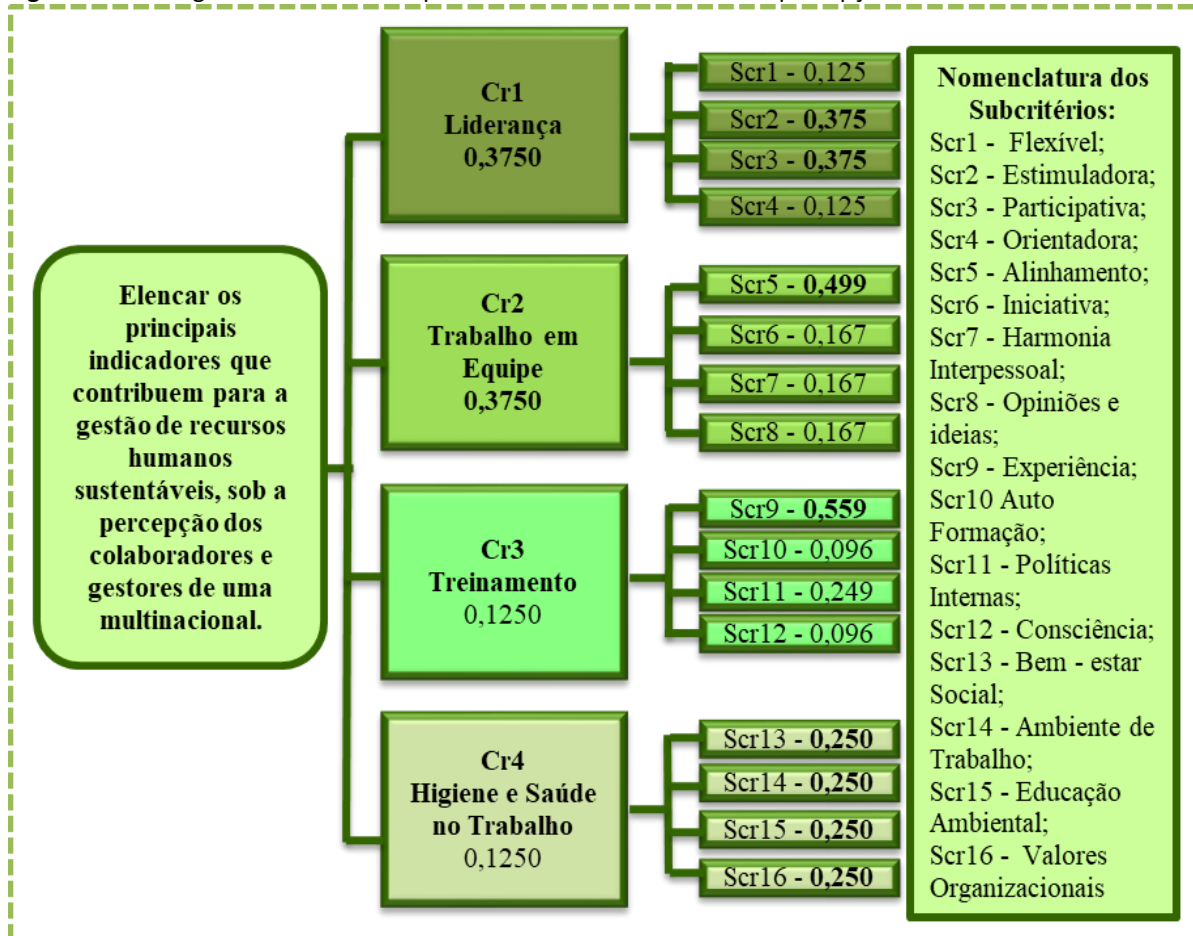 Elencar os
principais
indicadores que
contribuem para a
gestão de recursos
humanos
sustentáveis, sob a
percepção dos
colaboradores e
gestores de uma
multinacional.
Cr1
Liderança
0,3750
Scr1 - 0,125
Scr2 - 0,375
Scr3 - 0,375
Scr4 - 0,125
Cr2
Trabalho em
Equipe
0,3750
Scr5 - 0,499
Scr6 - 0,167
Scr7 - 0,167
Scr8 - 0,167
Cr3
Treinamento
0,1250
Scr9 - 0,559
Scr10 - 0,096
Scr11 - 0,249
Scr12 - 0,096
Cr4
Higiene e Saúde
no Trabalho
0,1250
Scr13 - 0,250
Scr14 - 0,250
Scr15 - 0,250
Scr16 - 0,250
Nomenclatura dos
Subcritérios:
Scr1 - Flexível;
Scr2 - Estimuladora;
Scr3 - Participativa;
Scr4 - Orientadora;
Scr5 - Alinhamento;
Scr6 - Iniciativa;
Scr7 - Harmonia
Interpessoal;
Scr8 - Opiniões e
ideias;
Scr9 - Experiência;
Scr10 Auto
Formação;
Scr11 - Políticas
Internas;
Scr12 - Consciência;
Scr13 - Bem - estar
Social;
Scr14 - Ambiente de
Trabalho;
Scr15 - Educação
Ambiental;
Scr16 - Valores
Organizacionais